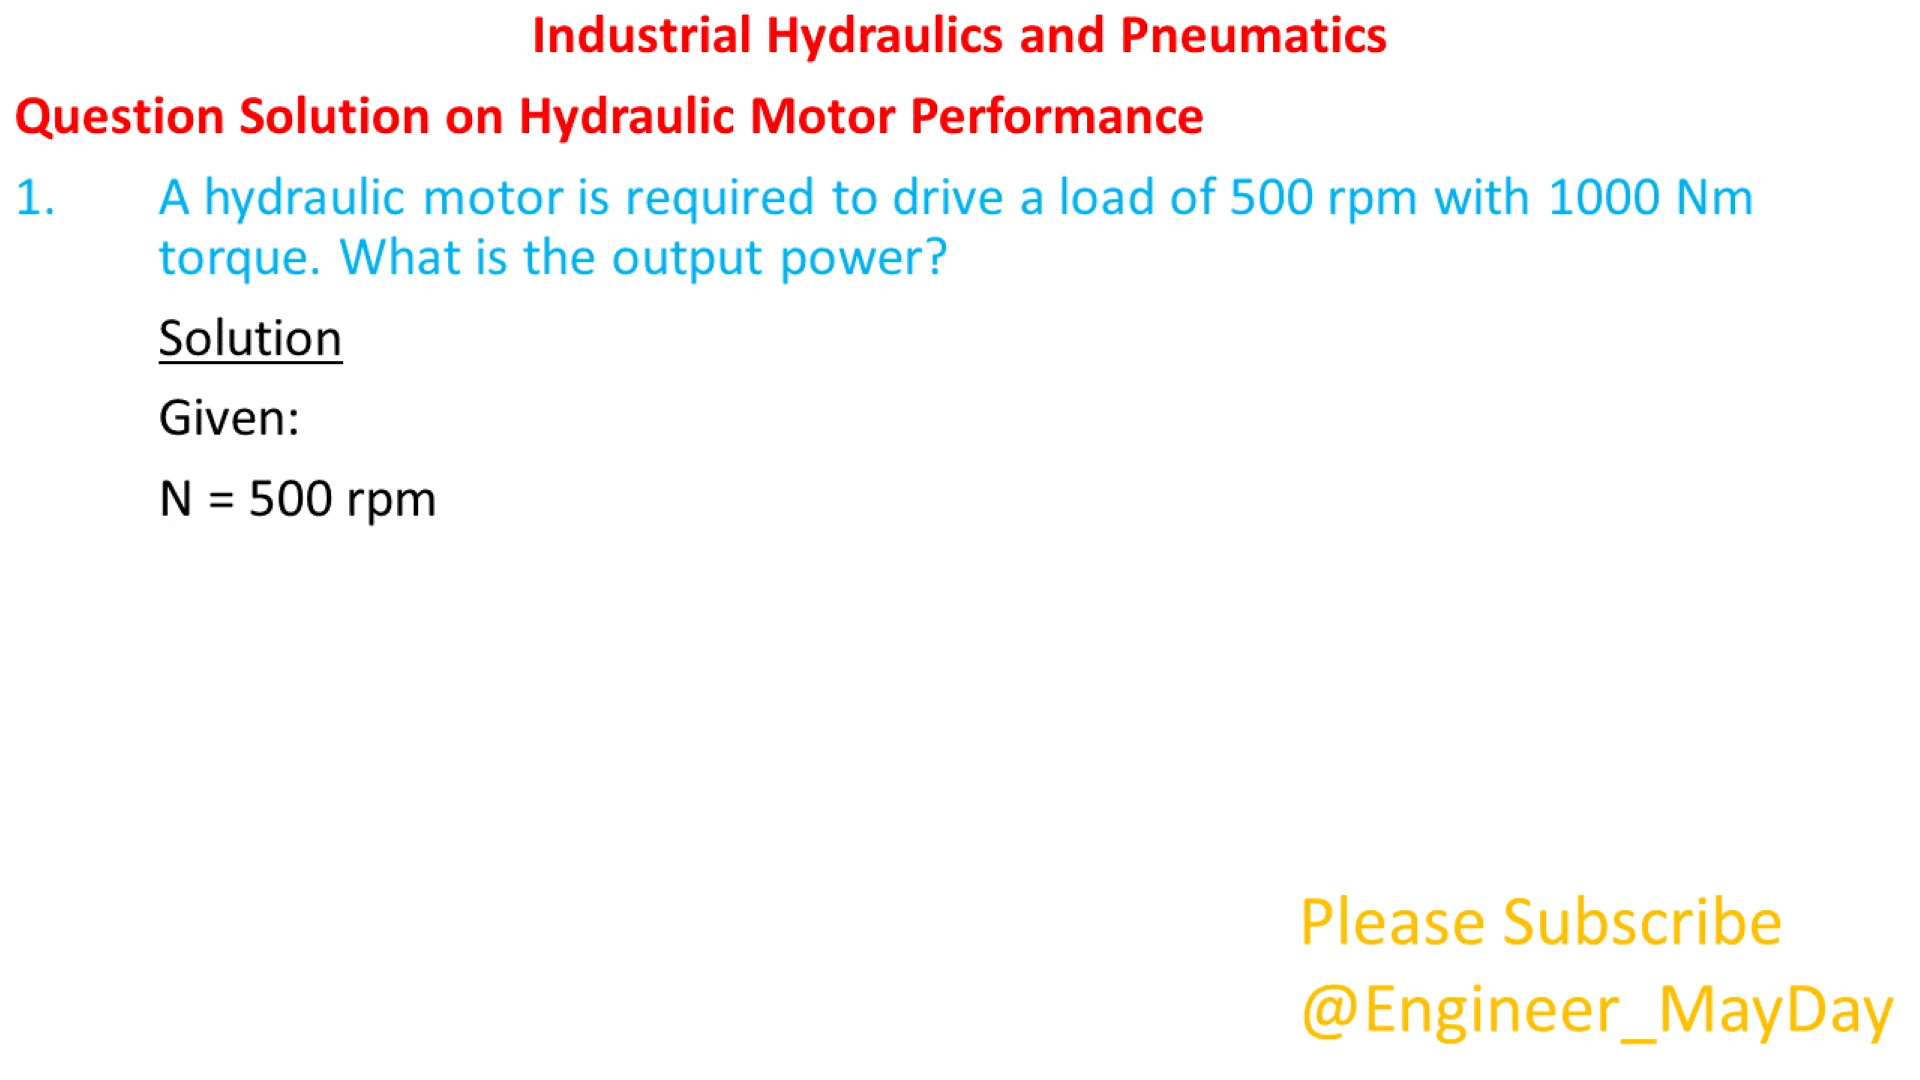 Industrial Hydraulics and Pneumatics
Question Solution on Hydraulic Motor Performance
1. A hydraulic motor is required to drive a load of 500 rpm with 1000 Nm
torque. What is the output power?
Solution
Given:
N = 500 rpm
Please Subscribe
@Engineer_MayDay